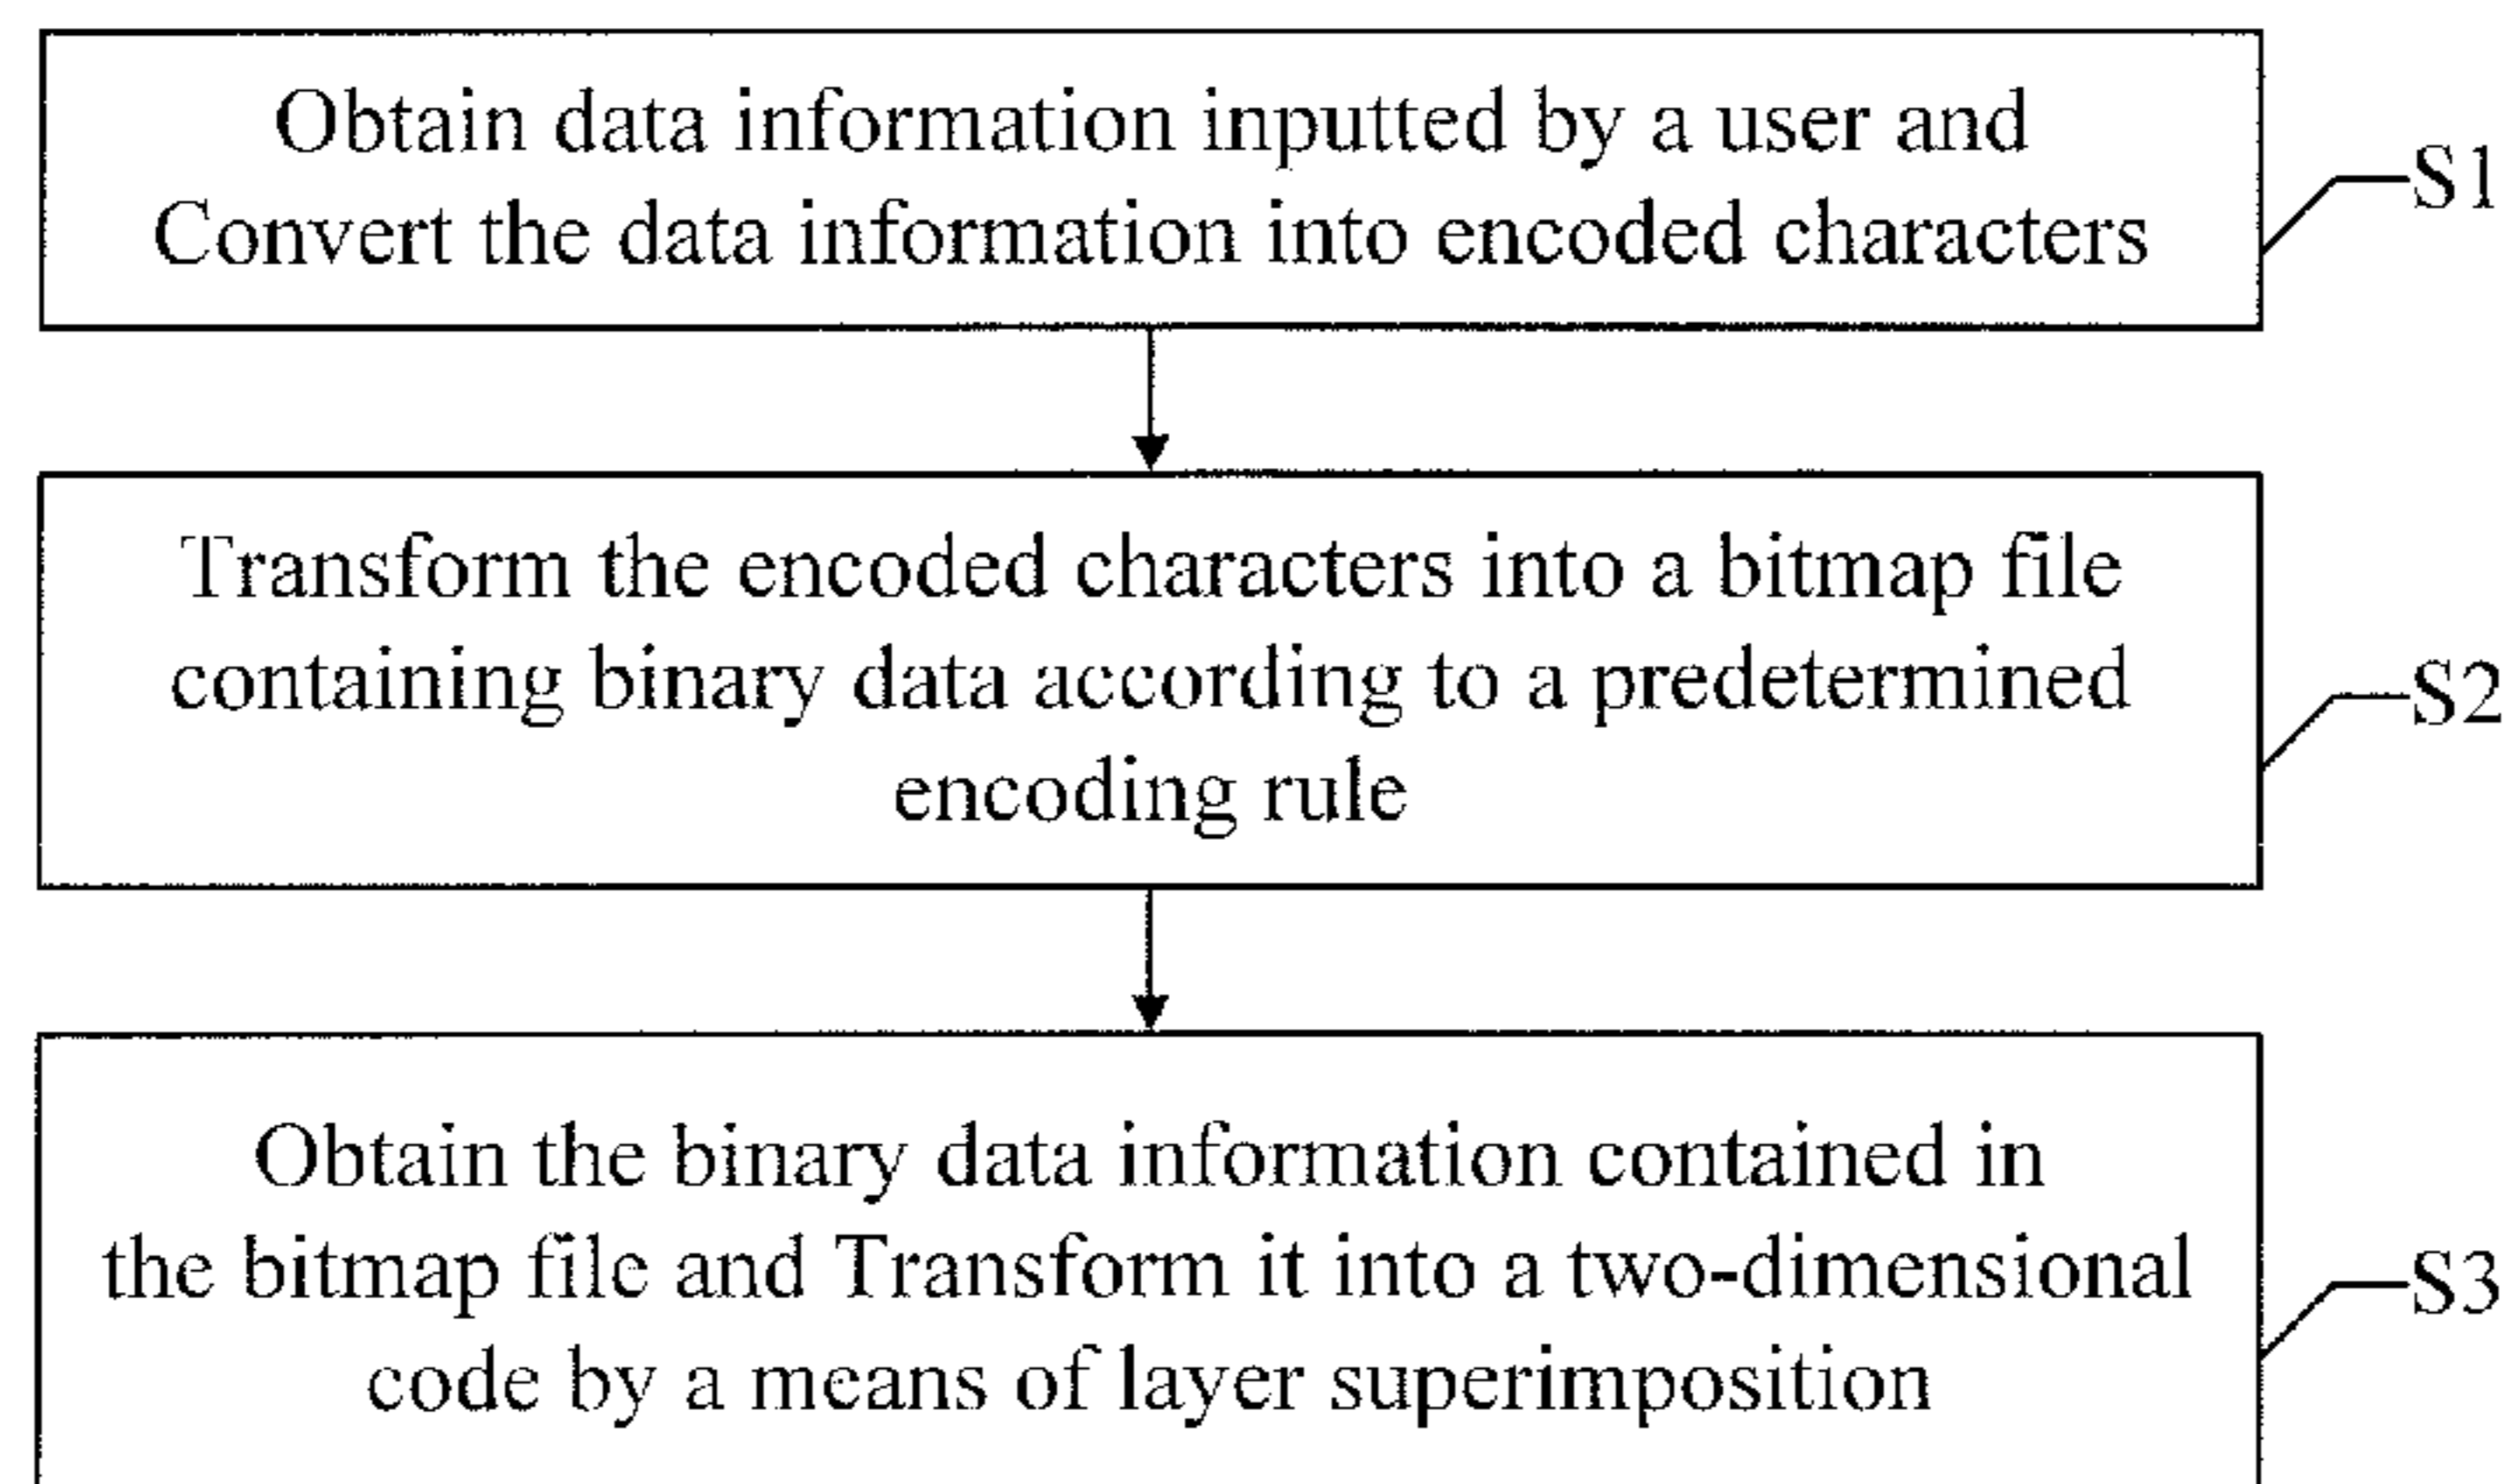 Obtain data information inputted by a user and
Convert the data information into encoded characters
S1
Transform the encoded characters into a bitmap file
containing binary data according to a predetermined
encoding rule
S2
Obtain the binary data information contained in
the bitmap file and Transform it into a two-dimensional
code by a means of layer superimposition
S3